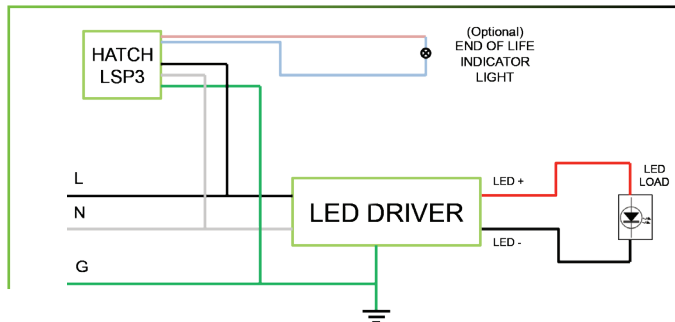 HATCH
LSP3
(Optional)
END OF LIFE
INDICATOR
LIGHT
L
N
G
LED DRIVER
LED +
LED -
LED
LOAD